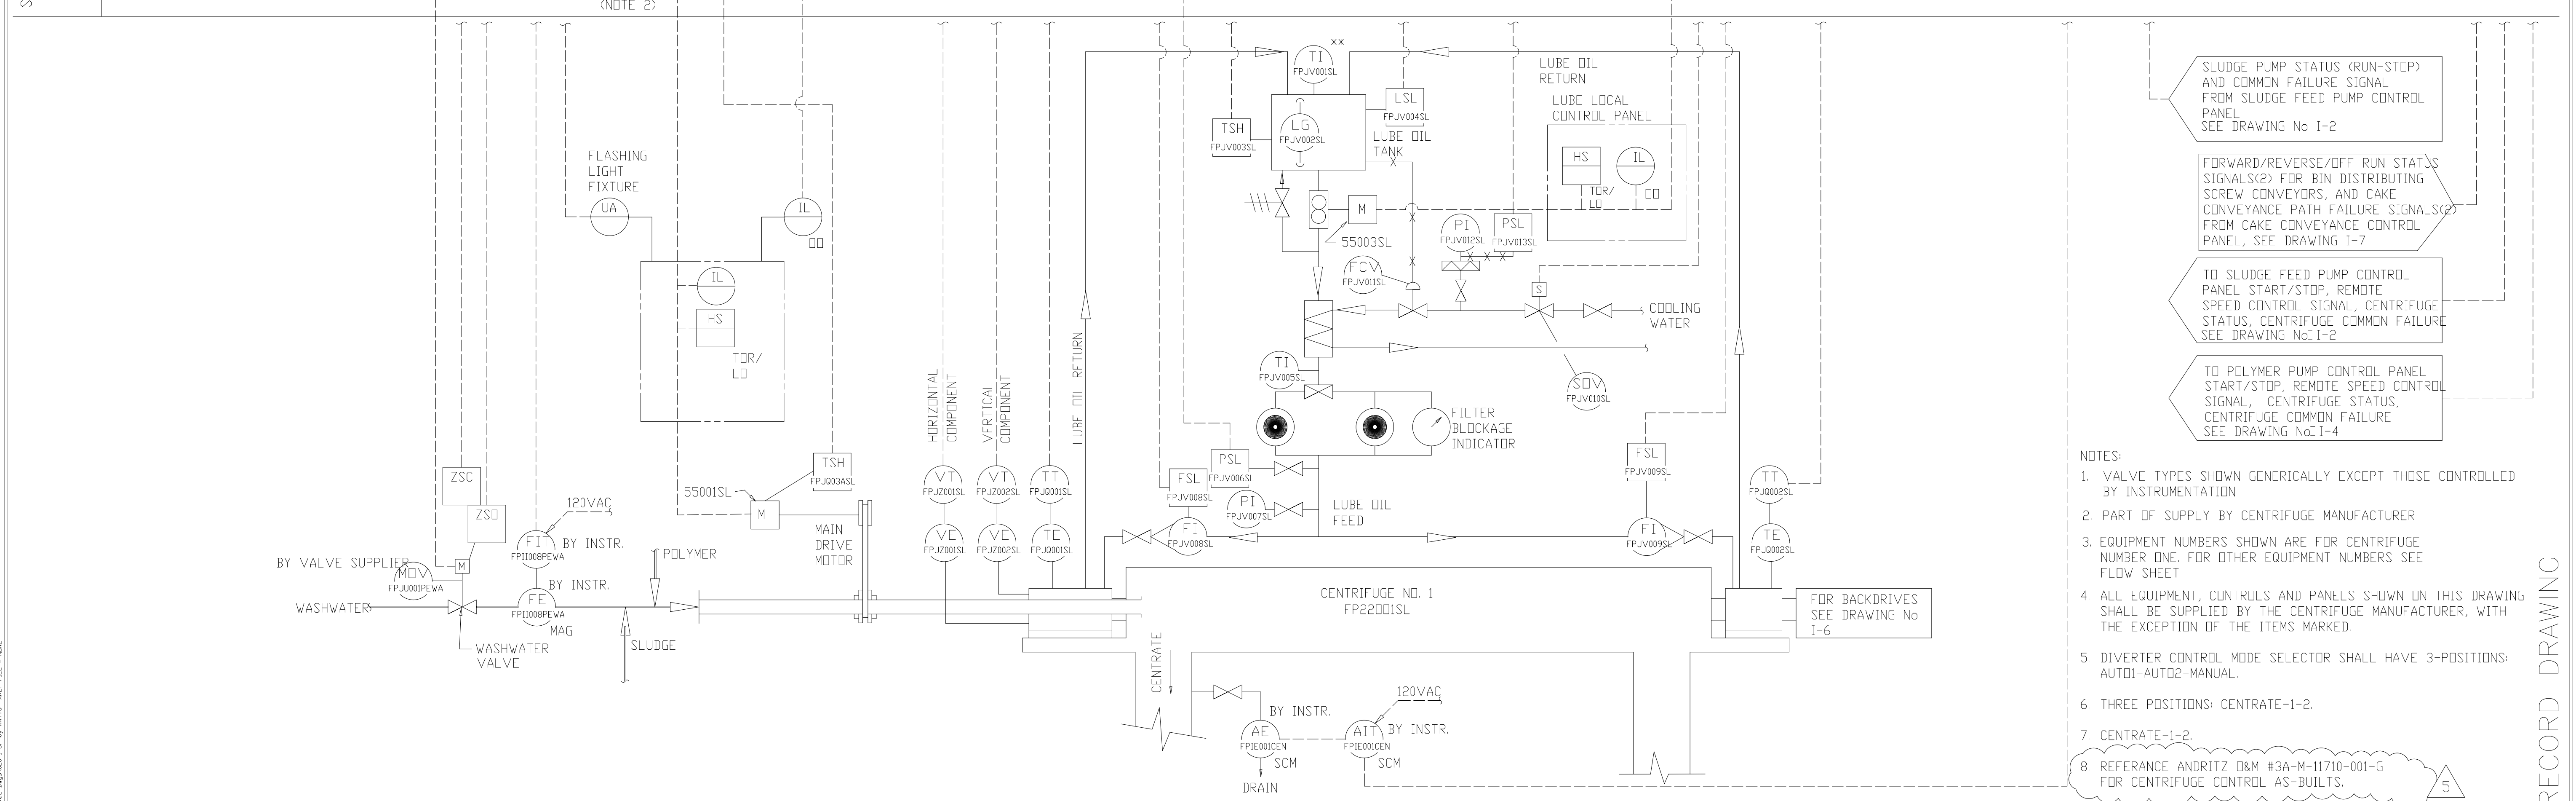 (NOTE 2)
FLASHING
LIGHT
FIXTURE
UA
IL
OO
IL
HS
TOR/
LO
ZSC
ZSO
120VAC
FIT
FPII008PEWA
BY INSTR.
BY VALVE SUPPLIER
MOV
FPJU001PEWA
M
FE
FPII008PEWA
BY INSTR.
MAG
WASHWATER
WASHWATER
VALVE
POLYMER
SLUDGE
55001SL
M
TSH
FPJQ03ASL
MAIN
DRIVE
MOTOR
HORIZONTAL
COMPONENT
VERTICAL
COMPONENT
VT
FPJZ001SL
VT
FPJZ002SL
TT
FPJQ001SL
VE
FPJZ001SL
VE
FPJZ002SL
TE
FPJQ001SL
LUBE OIL RETURN
TI
FPJV001SL
**
LG
FPJV002SL
TSH
FPJV003SL
LSL
FPJV004SL
LUBE OIL
TANK
LUBE OIL
RETURN
LUBE LOCAL
CONTROL PANEL
HS
IL
TOR/
LO
OO
M
55003SL
PI
FPJV012SL
PSL
FPJV013SL
FCV
FPJV011SL
S
COOLING
WATER
SOV
FPJV010SL
TI
FPJV005SL
FILTER
BLOCKAGE
INDICATOR
PSL
FPJV006SL
FSL
FPJV008SL
PI
FPJV007SL
FI
FPJV008SL
LUBE OIL
FEED
FSL
FPJV009SL
FI
FPJV009SL
TT
FPJQ002SL
TE
FPJQ002SL
CENTRIFUGE NO. 1
FP22001SL
FOR BACKDRIVES
SEE DRAWING No
I-6
CENTRATE
BY INSTR.
AE
FPIE001CEN
SCM
DRAIN
120VAC
AIT
FPIE001CEN
BY INSTR.
SCM
SLUDGE PUMP STATUS (RUN-STOP)
AND COMMON FAILURE SIGNAL
FROM SLUDGE FEED PUMP CONTROL
PANEL
SEE DRAWING No I-2
FORWARD/REVERSE/OFF RUN STATUS
SIGNALS(2) FOR BIN DISTRIBUTING
SCREW CONVEYORS, AND CAKE
CONVEYANCE PATH FAILURE SIGNALS(2)
FROM CAKE CONVEYANCE CONTROL
PANEL, SEE DRAWING I-7
TO SLUDGE FEED PUMP CONTROL
PANEL START/STOP, REMOTE
SPEED CONTROL SIGNAL, CENTRIFUGE
STATUS, CENTRIFUGE COMMON FAILURE
SEE DRAWING No. I-2
TO POLYMER PUMP CONTROL PANEL
START/STOP, REMOTE SPEED CONTROL
SIGNAL, CENTRIFUGE STATUS,
CENTRIFUGE COMMON FAILURE
SEE DRAWING No. I-4
NOTES:
1. VALVE TYPES SHOWN GENERICALLY EXCEPT THOSE CONTROLLED
BY INSTRUMENTATION
2. PART OF SUPPLY BY CENTRIFUGE MANUFACTURER
3. EQUIPMENT NUMBERS SHOWN ARE FOR CENTRIFUGE
NUMBER ONE. FOR OTHER EQUIPMENT NUMBERS SEE
FLOW SHEET
4. ALL EQUIPMENT, CONTROLS AND PANELS SHOWN ON THIS DRAWING
SHALL BE SUPPLIED BY THE CENTRIFUGE MANUFACTURER, WITH
THE EXCEPTION OF THE ITEMS MARKED.
5. DIVERTER CONTROL MODE SELECTOR SHALL HAVE 3-POSITIONS:
AUTO1-AUTO2-MANUAL.
6. THREE POSITIONS: CENTRATE-1-2.
7. CENTRATE-1-2.
8. REFERANCE ANDRITZ O&M #3A-M-11710-001-G
FOR CENTRIFUGE CONTROL AS-BUILTS.
5
RECORD DRAWING